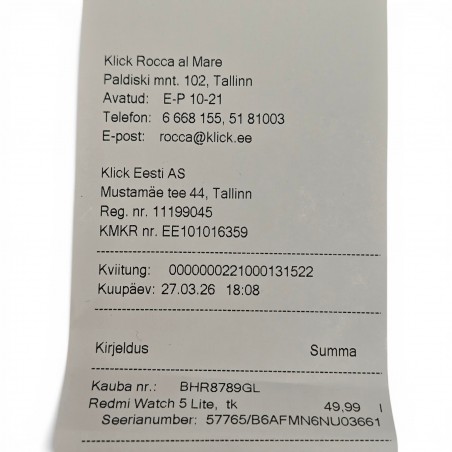 Klick Rocca al Mare
Paldiski mnt. 102, Tallinn
Avatud: E-P 10-21
Telefon: 6 668 155, 51 81003
E-post: rocca@klick.ee
Klick Eesti AS
Mustamäe tee 44, Tallinn
Reg. nr. 11199045
KMKR nr. EE101016359
Kviitung: 0000000221000131522
Kuupäev: 27.03.26 18:08
Kirjeldus Summa
Kauba nr.: BHR8789GL
Redmi Watch 5 Lite, tk 49,99 I
Seerianumber: 57765/B6AFMN6NU03661